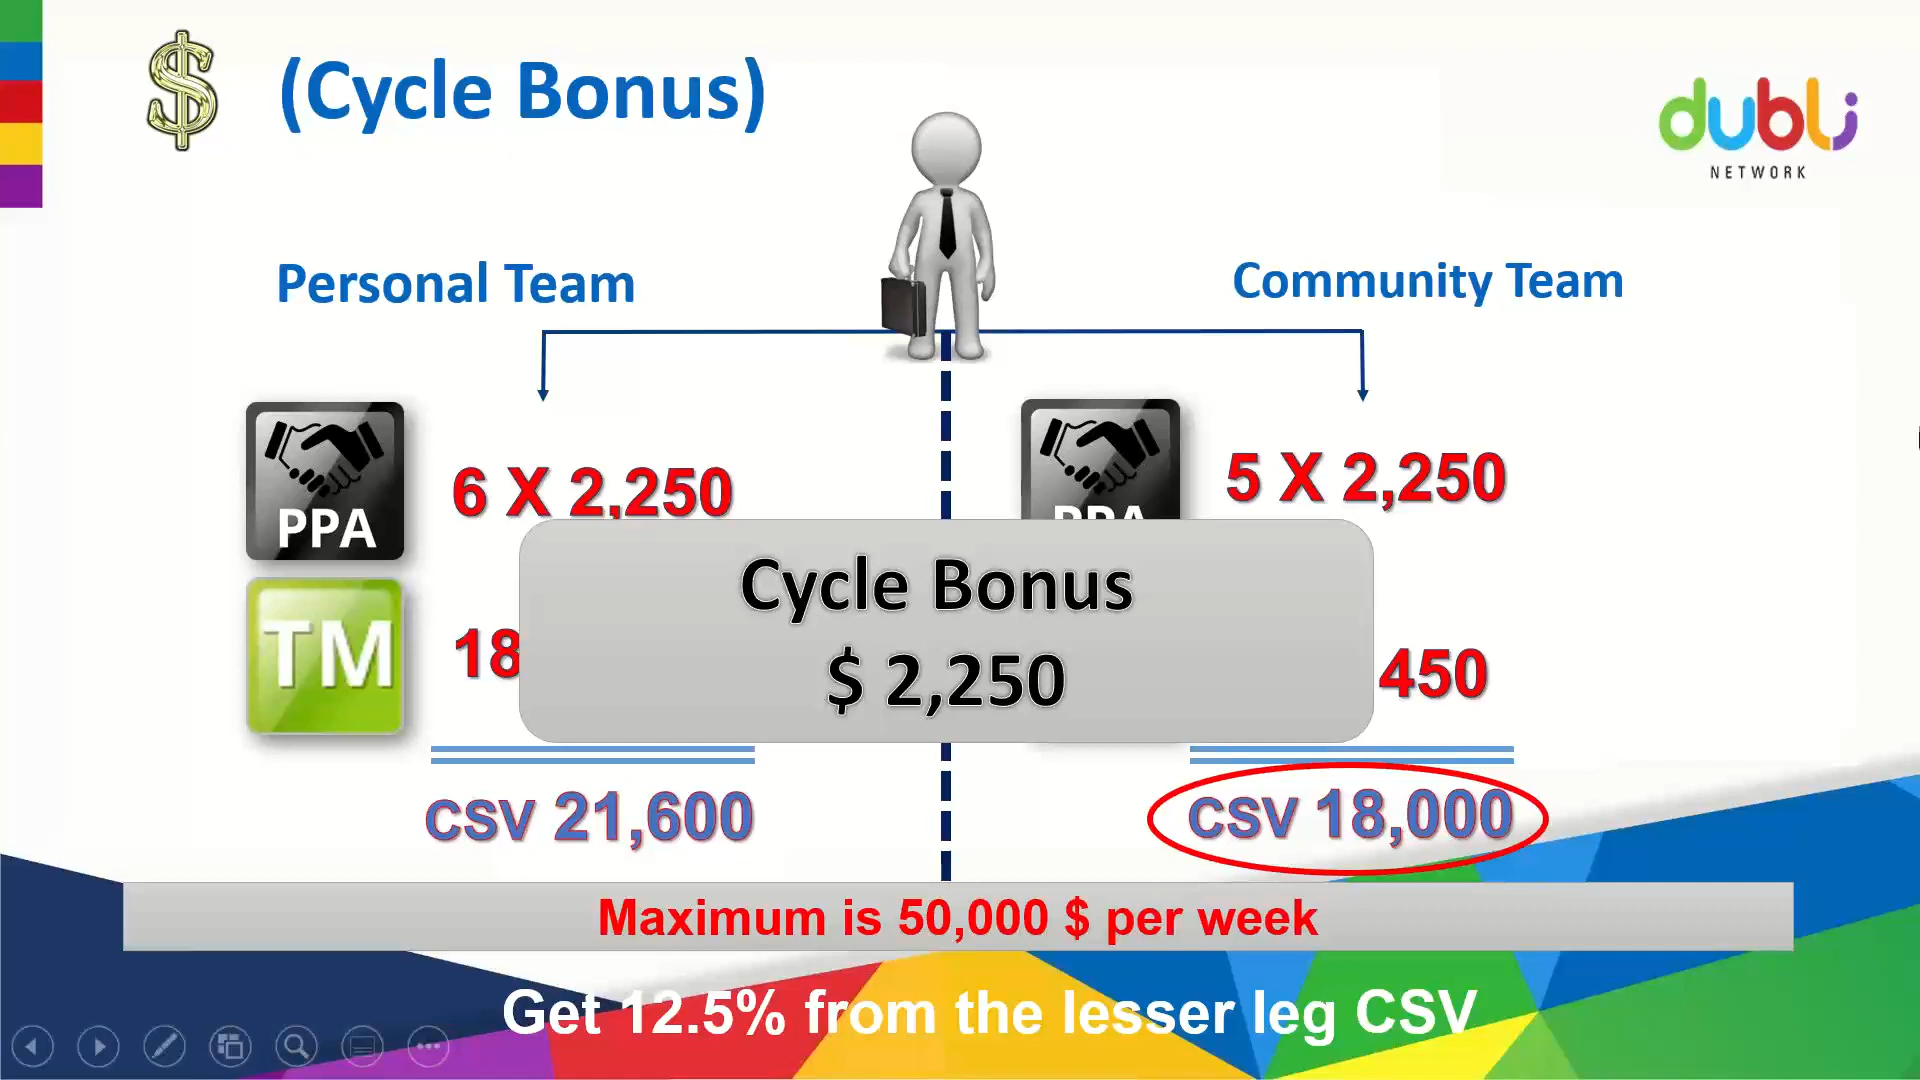 $ (Cycle Bonus)
dubli
NETWORK
Personal Team
Community Team
PPA
6 X 2,250
5 X 2,250
PPA
Cycle Bonus
$ 2,250
TM
18
450
CSV 21,600
CSV 18,000
Maximum is 50,000 $ per week
Get 12.5% from the lesser leg CSV